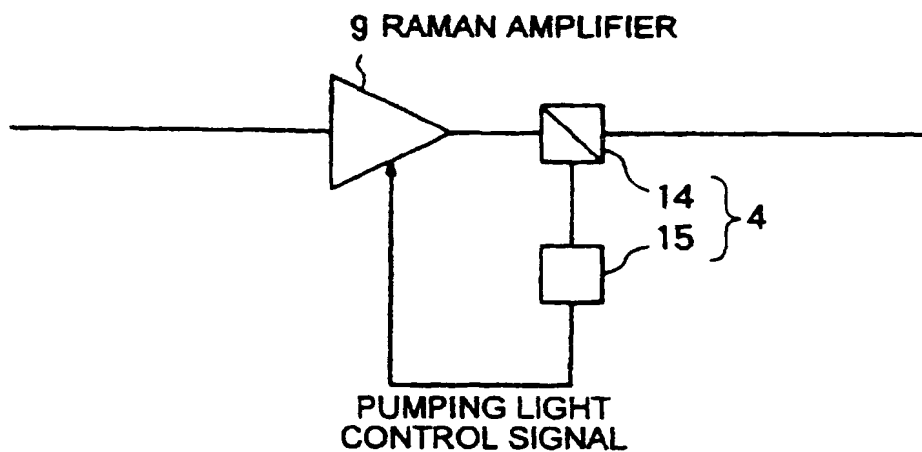 9 RAMAN AMPLIFIER
14
15
4
PUMPING LIGHT
CONTROL SIGNAL